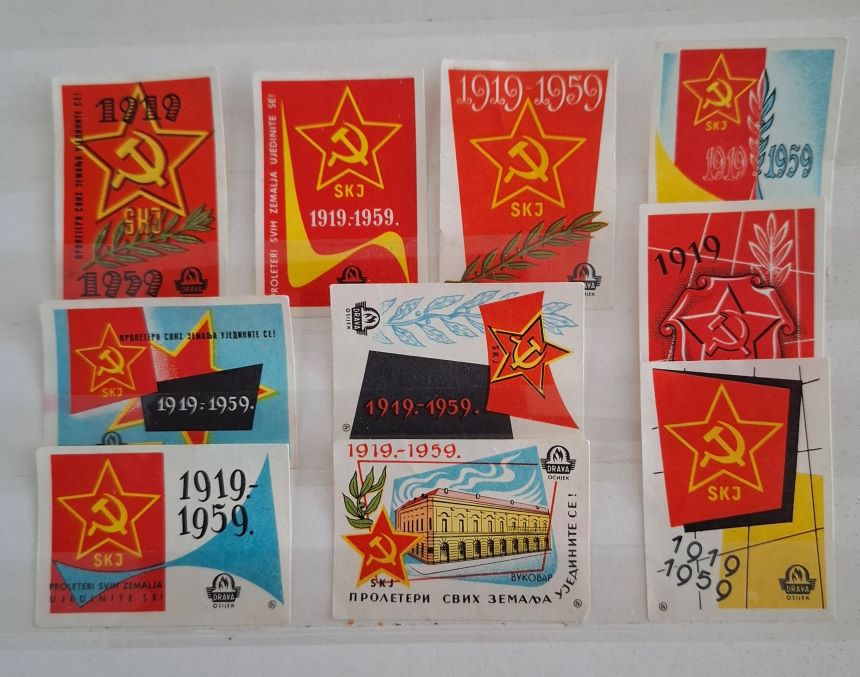 1919
ПРОЛЕТЕРИ СВИХ ЗЕМАЉА УЈЕДИНИТЕ СЕ!
SKJ
1959
DRAVA
PROLETERI SVIH ZEMALJA UJEDINITE SE!
SKJ
1919.-1959.
DRAVA
1919-1959
SKJ
DRAVA
OSIJEK
SKJ
1919 1959
1919
ПРОЛЕТЕРИ СВИХ ЗЕМАЉА УЈЕДИНИТЕ СЕ!
SKJ
1919.-1959.
DRAVA
OSIJEK
SKJ
1919.-1959.
SKJ
1919
1959
DRAVA
OSIJEK
SKJ
1919.-
1959.
PROLETERI SVIH ZEMALJA
UJEDINITE SE!
DRAVA
OSIJEK
1919.-1959.
DRAVA
OSIJEK
SKJ
ВУКОВАР
ПРОЛЕТЕРИ СВИХ ЗЕМАЉА УЈЕДИНИТЕ СЕ!